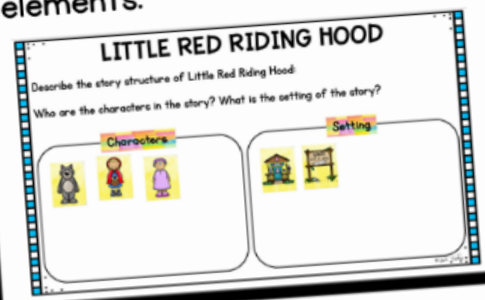 elements.
LITTLE RED RIDING HOOD
Describe the story structure of Little Red Riding Hood:
Who are the characters in the story? What is the setting of the story?
Characters
Setting